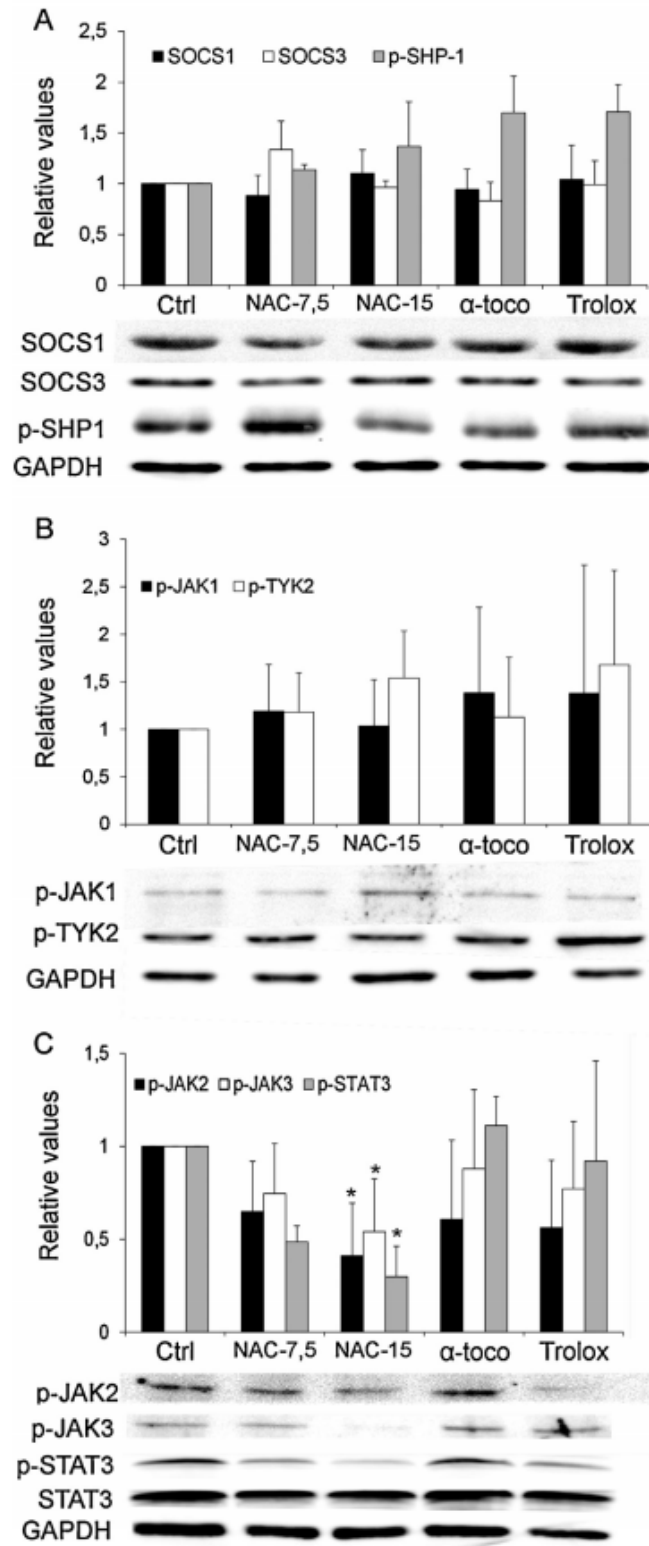 A
2,5
SOCS1 SOCS3 p-SHP-1
2
1,5
1
0,5
0
Relative values
Ctrl NAC-7,5 NAC-15 α-toco Trolox
SOCS1
SOCS3
p-SHP1
GAPDH
B
3
p-JAK1 p-TYK2
2,5
2
1,5
1
0,5
0
Relative values
Ctrl NAC-7,5 NAC-15 α-toco Trolox
p-JAK1
p-TYK2
GAPDH
C
1,5
p-JAK2 p-JAK3 p-STAT3
1
0,5
0
Relative values
* * *
Ctrl NAC-7,5 NAC-15 α-toco Trolox
p-JAK2
p-JAK3
p-STAT3
STAT3
GAPDH